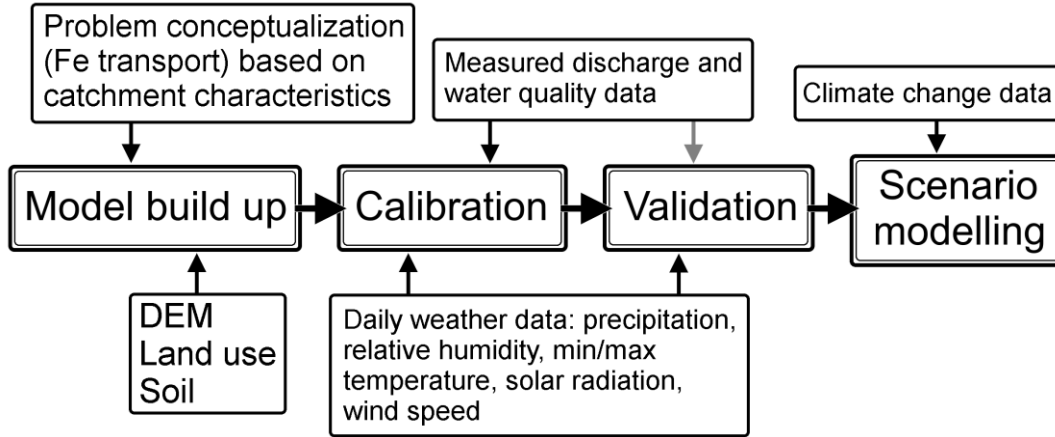 Problem conceptualization
(Fe transport) based on
catchment characteristics
Measured discharge and
water quality data
Climate change data
Model build up
Calibration
Validation
Scenario
modelling
DEM
Land use
Soil
Daily weather data: precipitation,
relative humidity, min/max
temperature, solar radiation,
wind speed